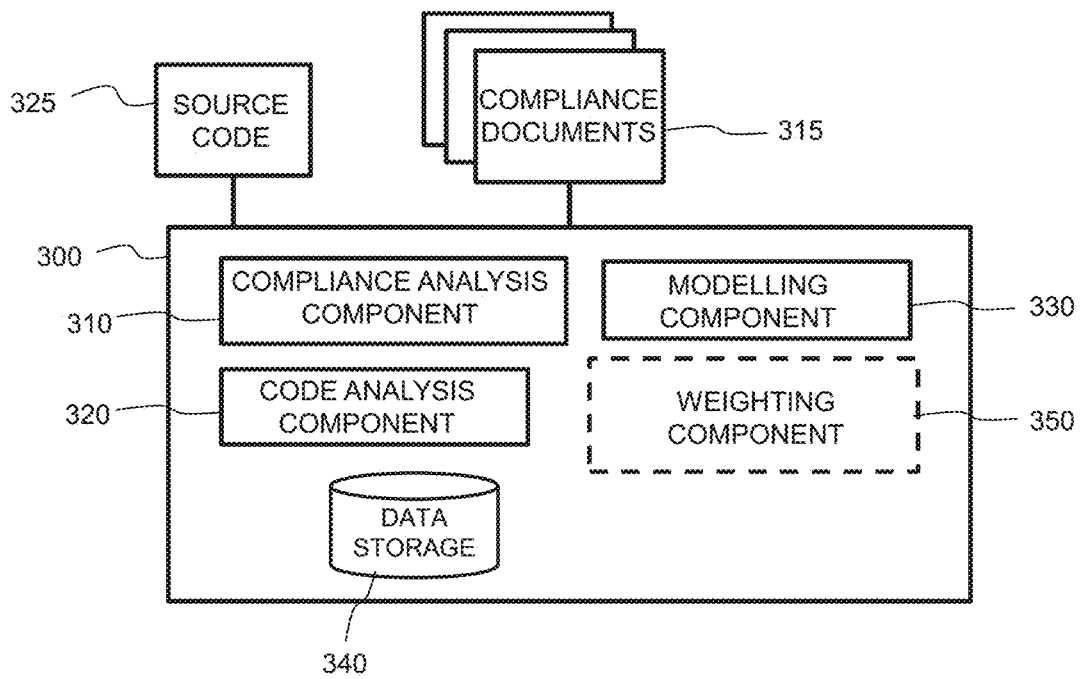 325
SOURCE
CODE
COMPLIANCE
DOCUMENTS
315
300
COMPLIANCE ANALYSIS
COMPONENT
310
MODELLING
COMPONENT
330
CODE ANALYSIS
COMPONENT
320
WEIGHTING
COMPONENT
350
DATA
STORAGE
340